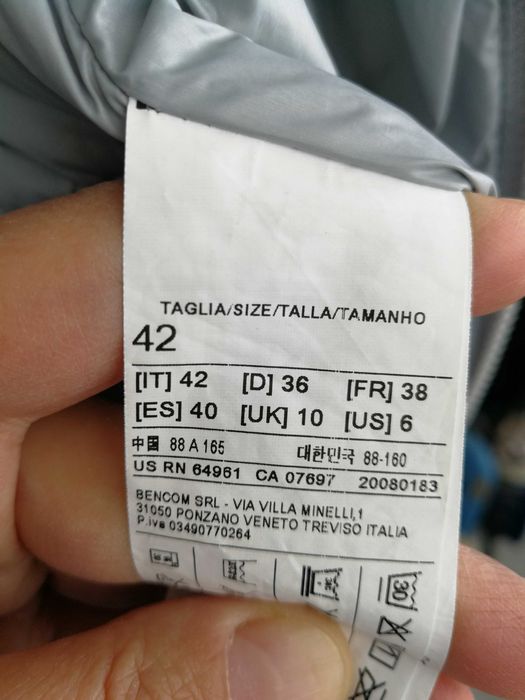 TAGLIA/SIZE/TALLA/TAMANHO
42
[IT] 42 [D] 36 [FR] 38
[ES] 40 [UK] 10 [US] 6
中国 88 A 165 대한민국 88-160
US RN 64961 CA 07697 20080183
BENCOM SRL - VIA VILLA MINELLI,1
31050 PONZANO VENETO TREVISO ITALIA
P.iva 03490770264
30